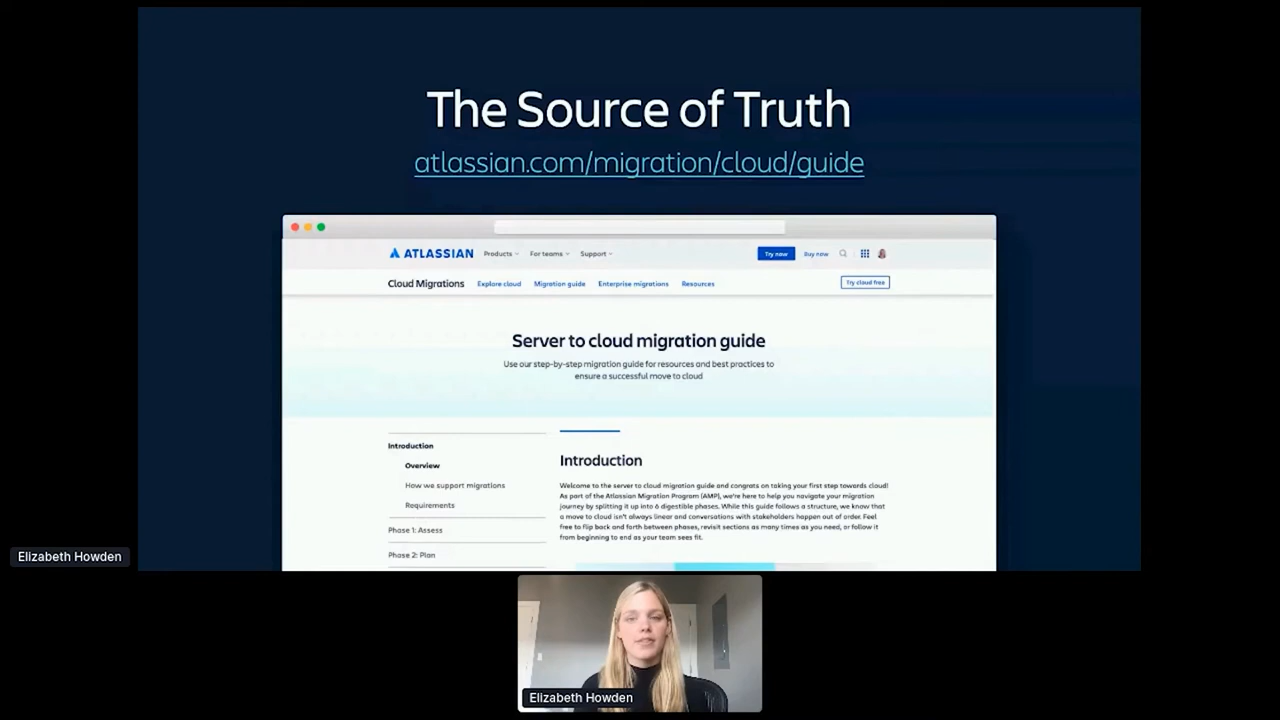 The Source of Truth
atlassian.com/migration/cloud/guide
ATLASSIAN Products For teams Support Try now Buy now
Cloud Migrations Explore cloud Migration guide Enterprise migrations Resources Try cloud free
Server to cloud migration guide
Use our step-by-step migration guide for resources and best practices to
ensure a successful move to cloud
Introduction
Overview
How we support migrations
Requirements
Phase 1: Assess
Phase 2: Plan
Introduction
Welcome to the server to cloud migration guide and congrats on taking your first step towards cloud!
As part of the Atlassian Migration Program (AMP), we're here to help you navigate your migration
journey by splitting it up into 6 digestible phases. While this guide follows a structure, we know that
a move to cloud isn't always linear and conversations with stakeholders happen out of order. Feel
free to flip back and forth between phases, revisit sections as many times as you need, or follow it
from beginning to end as your team sees fit.
Elizabeth Howden
Elizabeth Howden